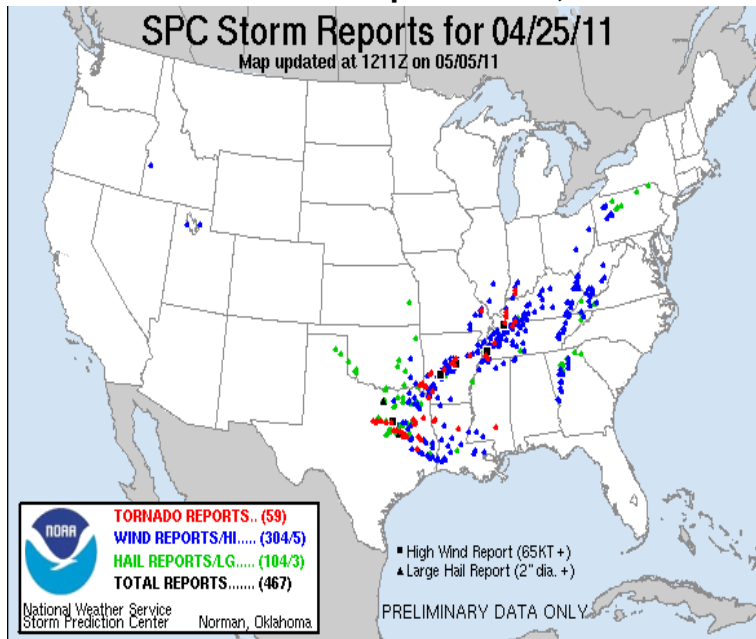 SPC Storm Reports for 04/25/11
Map updated at 1211Z on 05/05/11
NOAA
TORNADO REPORTS.. (59)
WIND REPORTS/HI..... (304/5)
HAIL REPORTS/LG..... (104/3)
TOTAL REPORTS....... (467)
National Weather Service
Storm Prediction Center Norman, Oklahoma
High Wind Report (65KT +)
Large Hail Report (2" dia. +)
PRELIMINARY DATA ONLY